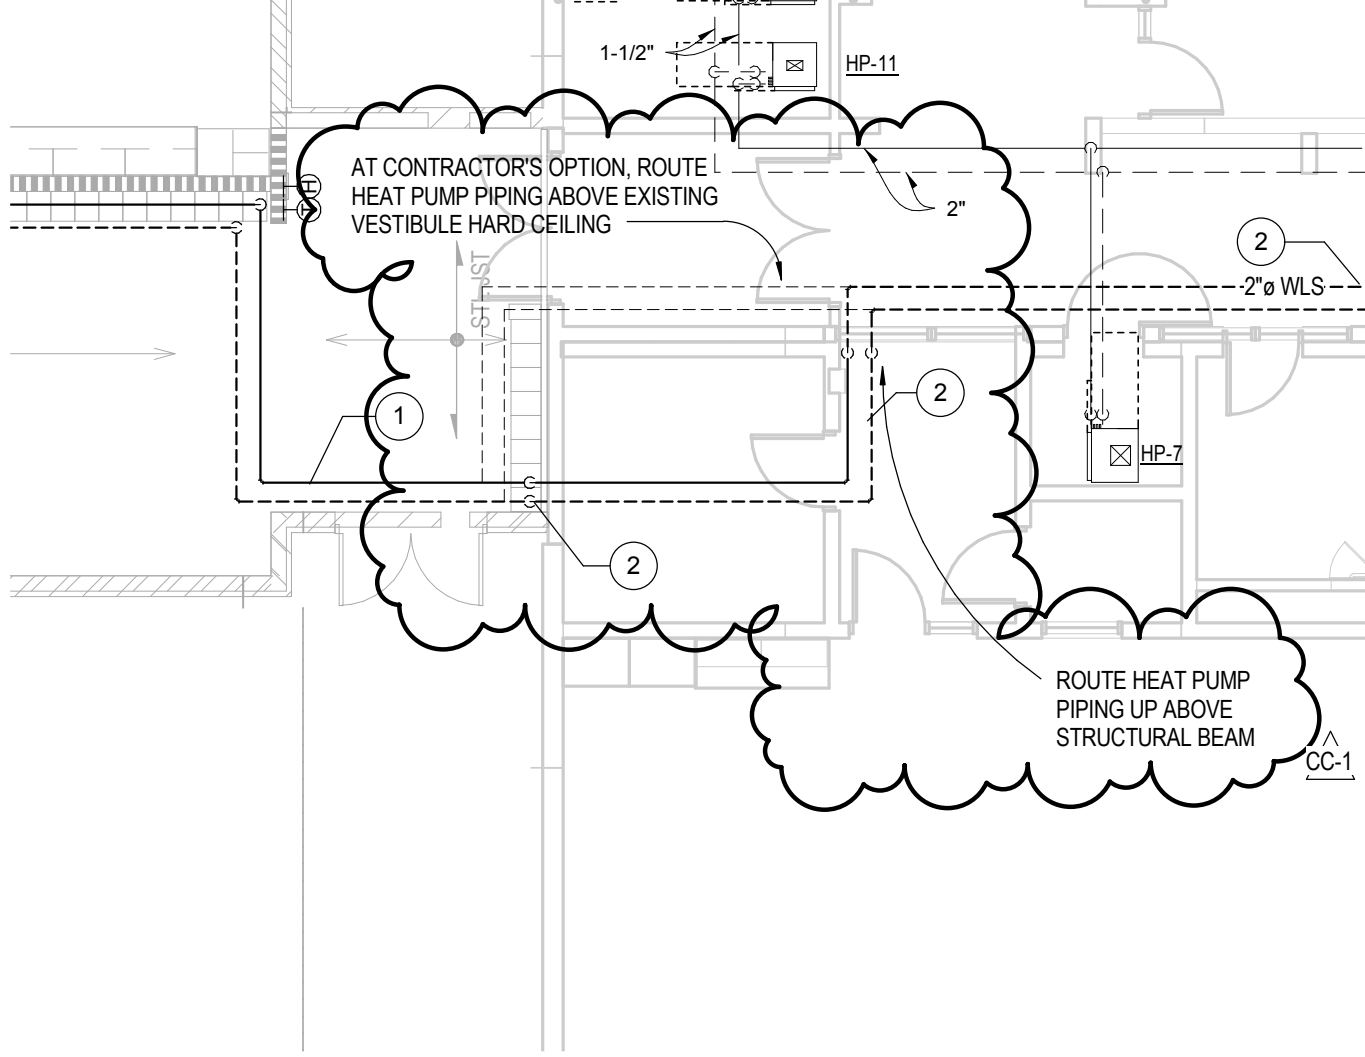 1-1/2"
HP-11
AT CONTRACTOR'S OPTION, ROUTE
HEAT PUMP PIPING ABOVE EXISTING
VESTIBULE HARD CEILING
2"
H
T
2
2"ø WLS
ST. JST
1
2
HP-7
2
ROUTE HEAT PUMP
PIPING UP ABOVE
STRUCTURAL BEAM
CC-1